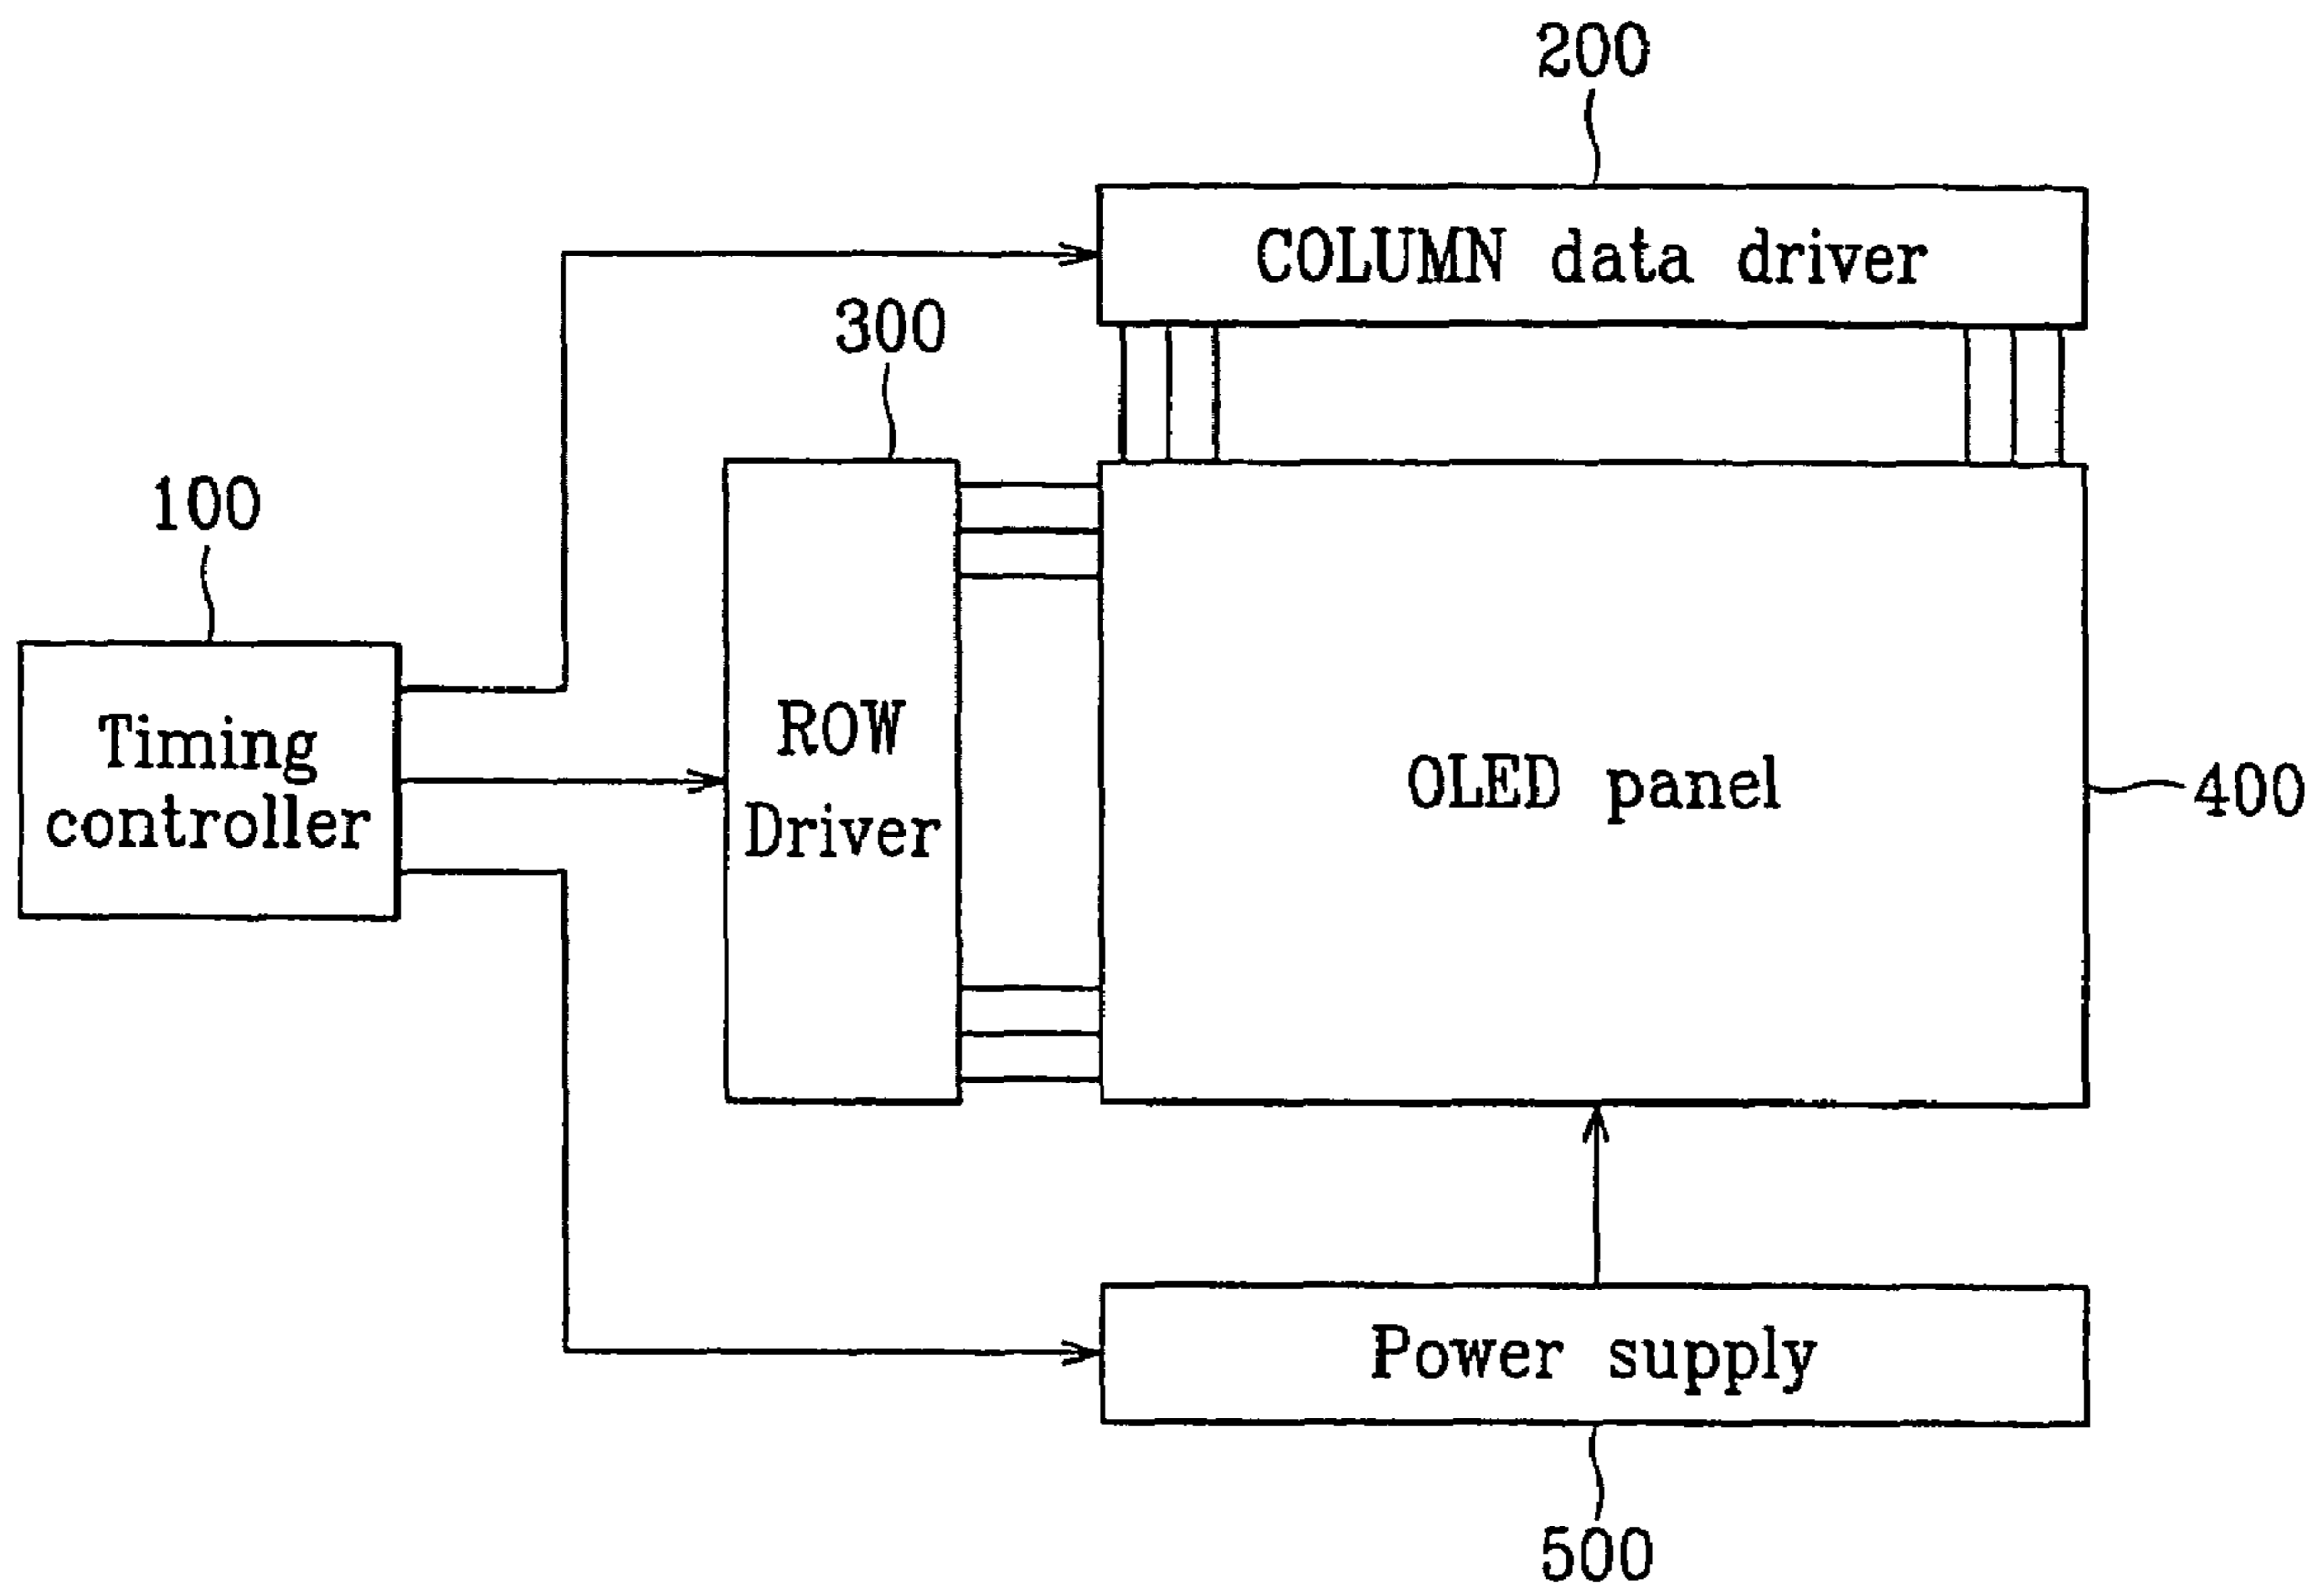 200
COLUMN data driver
300
100
ROW
Driver
Timing
controller
OLED panel
400
Power supply
500